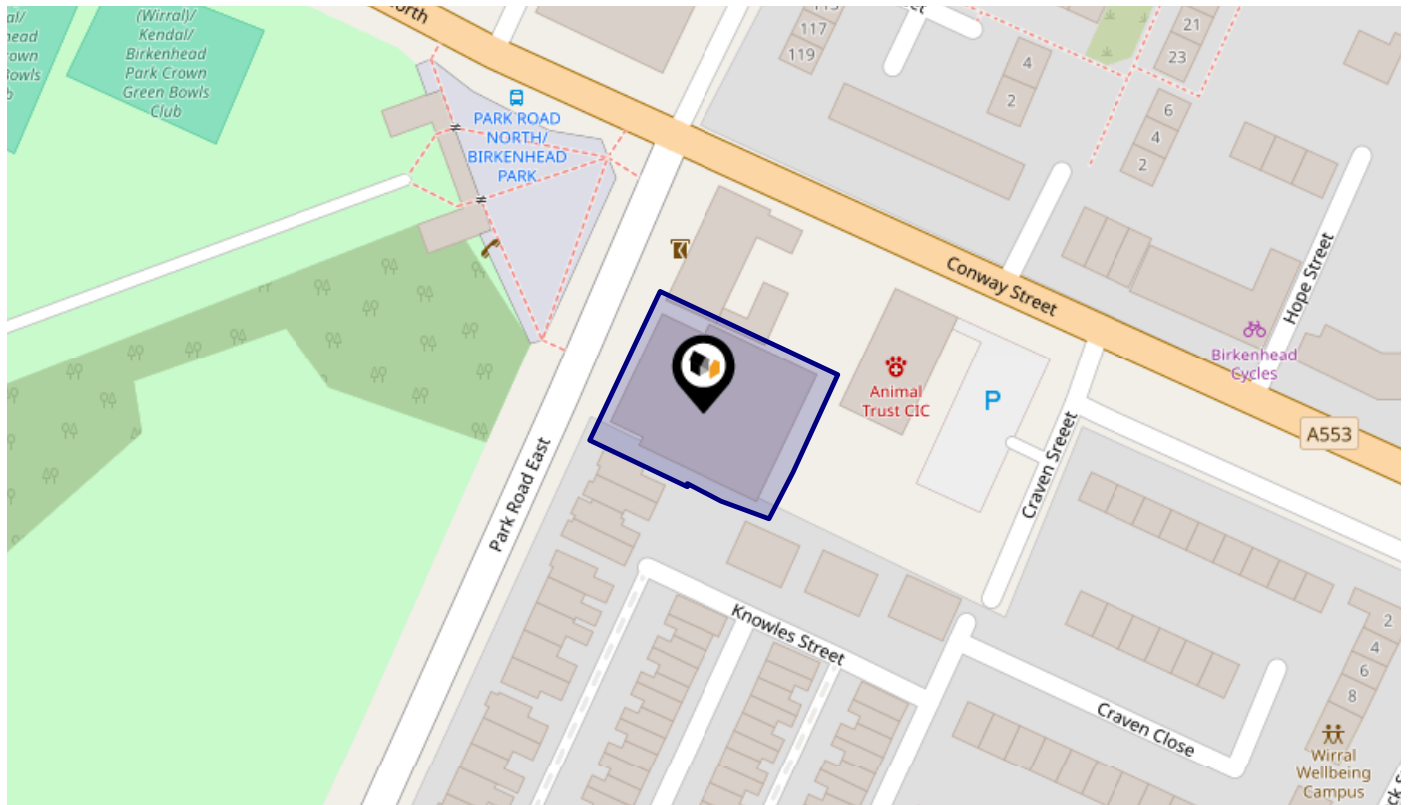 (Wirral)/
Kendal/
Birkenhead
Park Crown
Green Bowls
Club
PARK ROAD
NORTH/
BIRKENHEAD
PARK
117
119
21
23
4
2
6
4
2
Conway Street
Hope Street
Birkenhead
Cycles
A553
Animal
Trust CIC
P
Craven Sreeet
Park Road East
Knowles Street
Craven Close
2
4
6
8
Wirral
Wellbeing
Campus